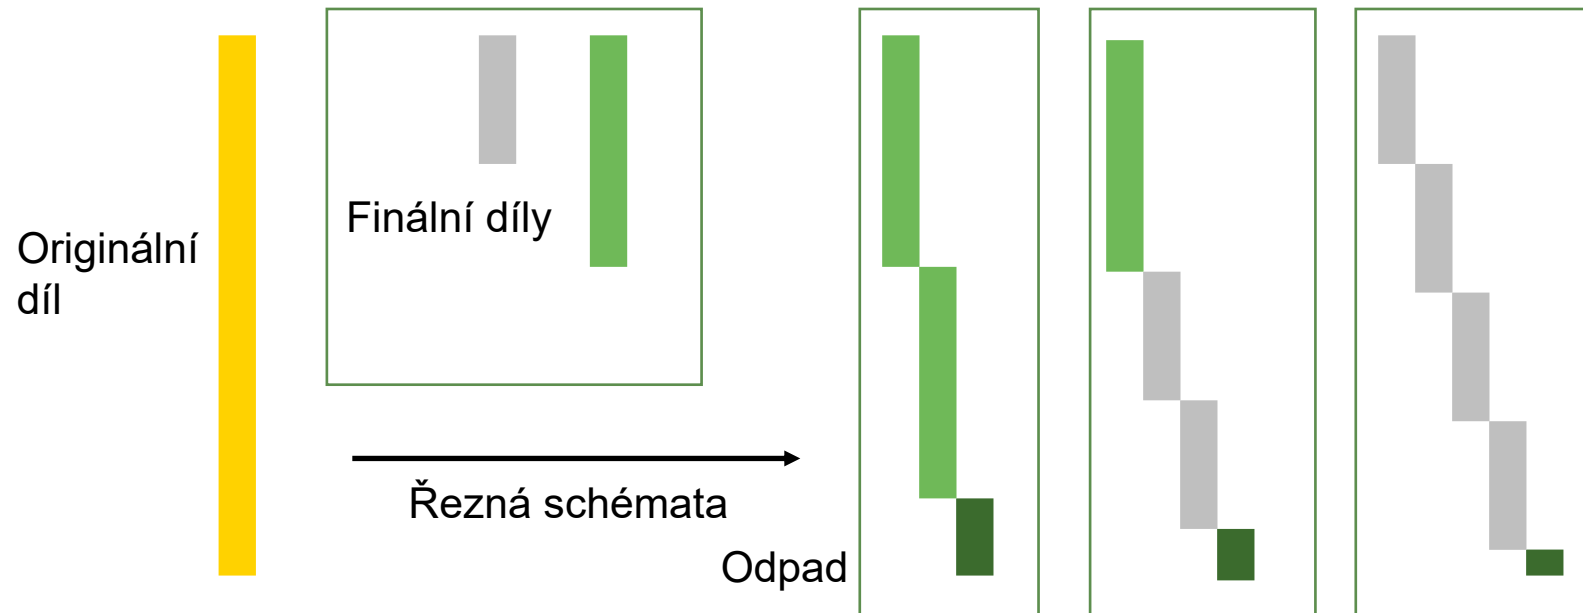 Originální
díl
Finální díly
Řezná schémata
Odpad